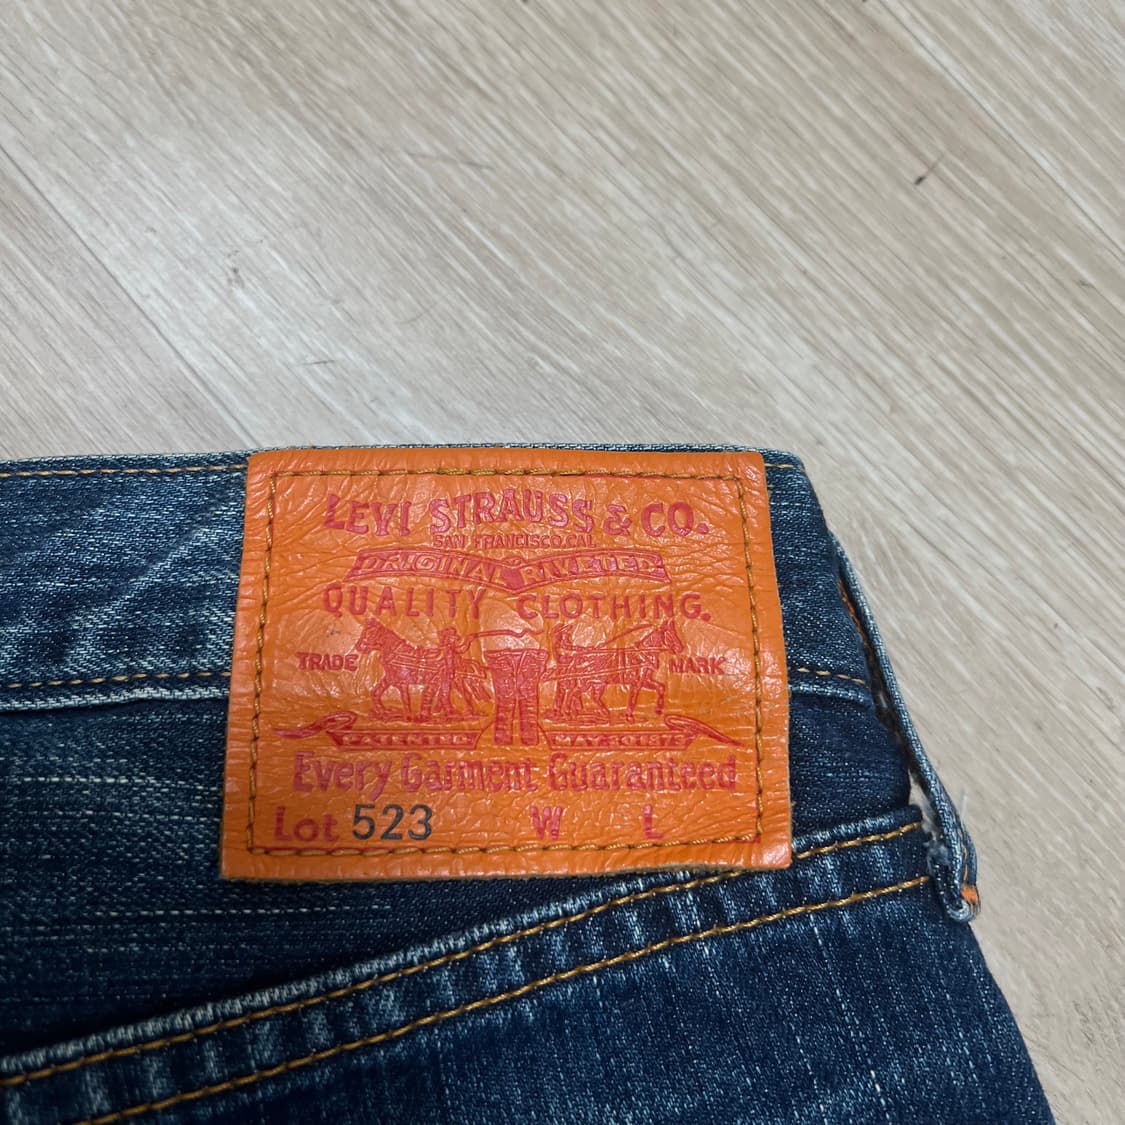 LEVI STRAUSS & CO.
SAN FRANCISCO, CAL
ORIGINAL RIVETED
QUALITY CLOTHING.
TRADE MARK
PATENTED MAY 20 1873
Every Garment Guaranteed
Lot 523 W L